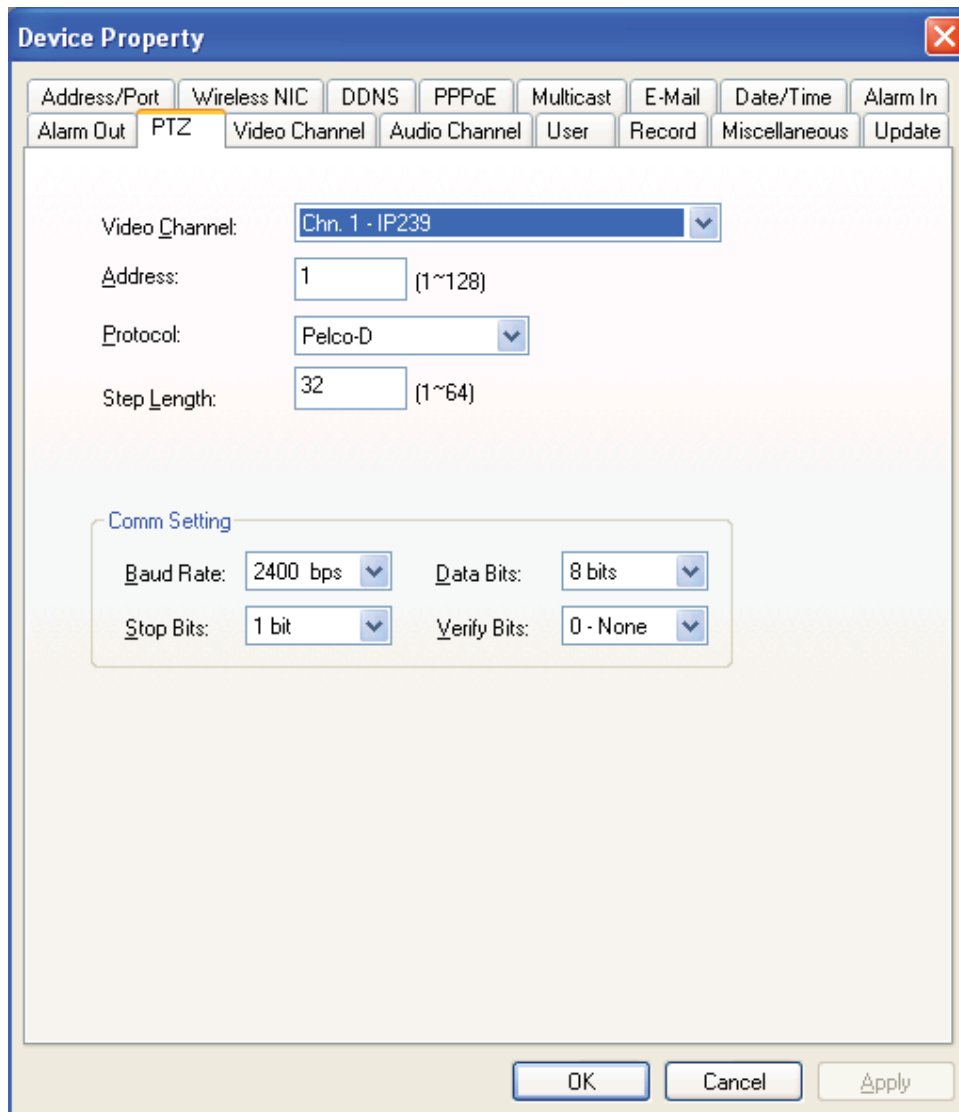 Device Property
Address/Port Wireless NIC DDNS PPPoE Multicast E-Mail Date/Time Alarm In
Alarm Out PTZ Video Channel Audio Channel User Record Miscellaneous Update
Video Channel: Chn. 1 - IP239
Address: 1 (1~128)
Protocol: Pelco-D
Step Length: 32 (1~64)
Comm Setting
Baud Rate: 2400 bps Data Bits: 8 bits
Stop Bits: 1 bit Verify Bits: 0 - None
OK Cancel Apply